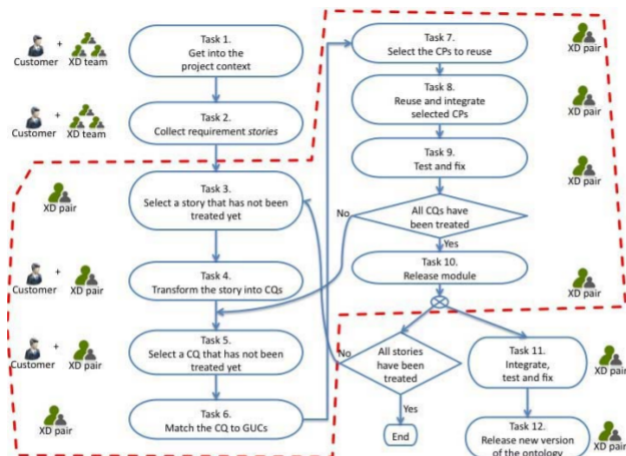 Customer
+
XD team
Task 1.
Get into the
project context
Customer
+
XD team
Task 2.
Collect requirement stories
XD pair
Task 3.
Select a story that has not been
treated yet
Customer
+
XD pair
Task 4.
Transform the story into CQs
Customer
+
XD pair
Task 5.
Select a CQ that has not been
treated yet
XD pair
Task 6.
Match the CQ to GUCs
Task 7.
Select the CPs to reuse
XD pair
Task 8.
Reuse and integrate
selected CPs
XD pair
Task 9.
Test and fix
XD pair
No
All CQs have
been treated
Yes
Task 10.
Release module
XD pair
No
All stories
have been
treated
Yes
End
Task 11.
Integrate,
test and fix
XD pair
Task 12.
Release new version
of the ontology
XD pair